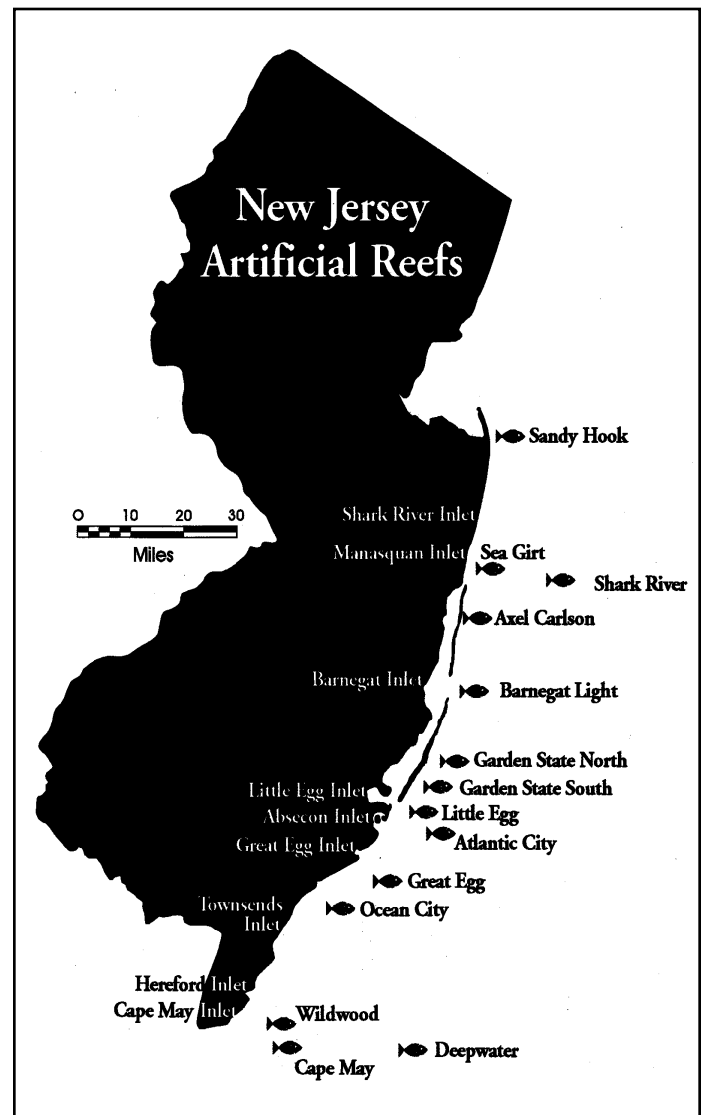 New Jersey
Artificial Reefs
Sandy Hook
Shark River Inlet
0 10 20 30
Miles
Manasquan Inlet
Sea Girt
Shark River
Axel Carlson
Barnegat Inlet
Barnegat Light
Garden State North
Garden State South
Little Egg Inlet
Little Egg
Absecon Inlet
Atlantic City
Great Egg Inlet
Great Egg
Townsends
Inlet
Ocean City
Hereford Inlet
Cape May Inlet
Wildwood
Deepwater
Cape May